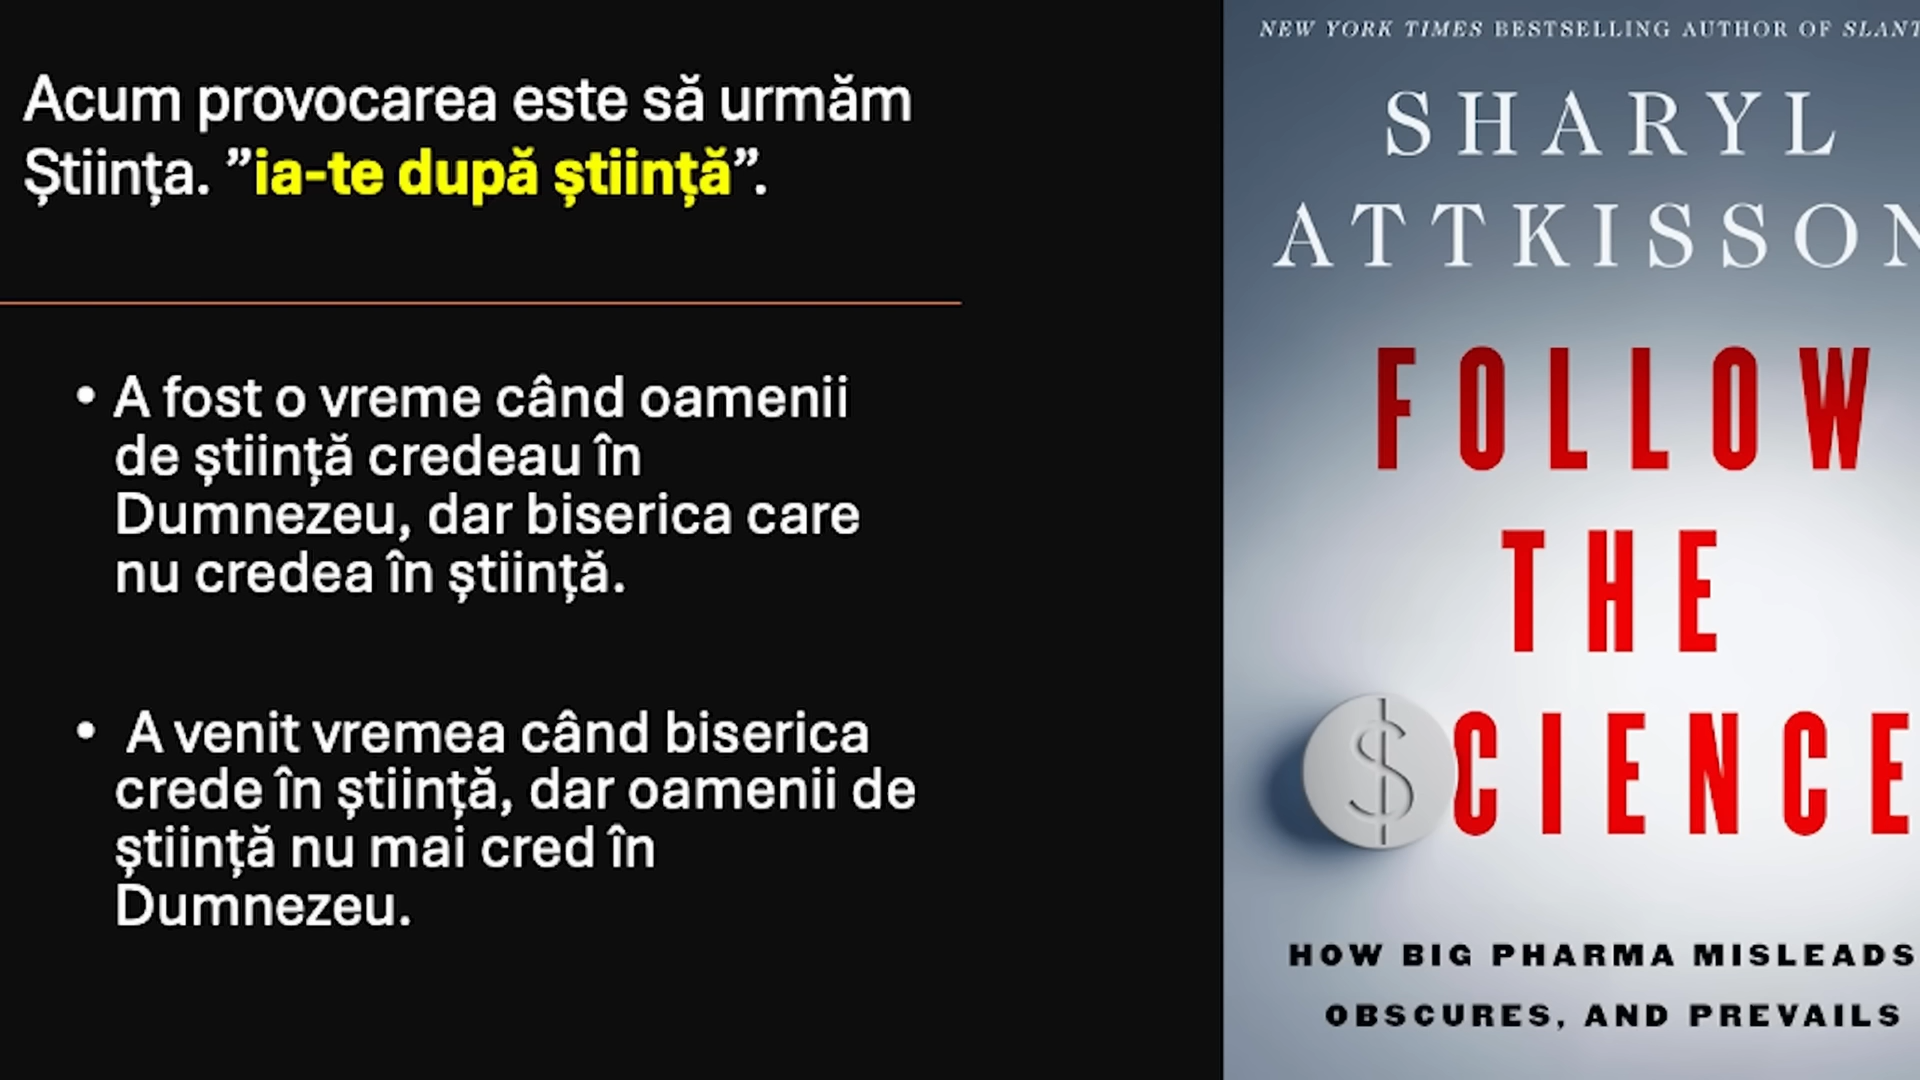 Acum provocarea este să urmăm
Știința. ”ia-te după știință”.
• A fost o vreme când oamenii
de știință credeau în
Dumnezeu, dar biserica care
nu credea în știință.
• A venit vremea când biserica
crede în știință, dar oamenii de
știință nu mai cred în
Dumnezeu.
NEW YORK TIMES BESTSELLING AUTHOR OF SLANT
SHARYL
ATTKISSON
FOLLOW
THE
$CIENCE
HOW BIG PHARMA MISLEADS
OBSCURES, AND PREVAILS